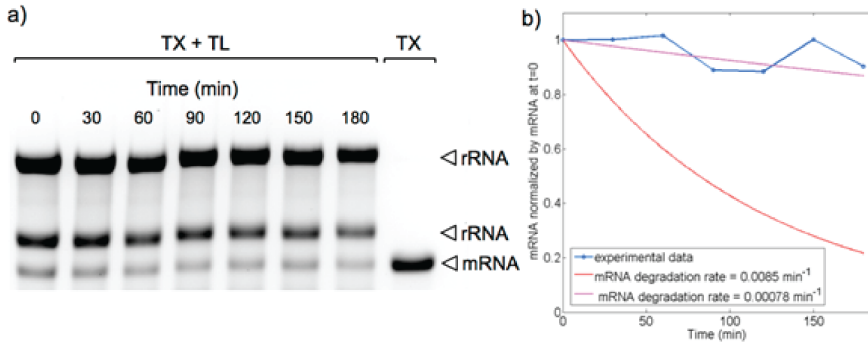 a)
TX + TL
TX
Time (min)
0 30 60 90 120 150 180
◁rRNA
◁rRNA
◁mRNA
b)
mRNA normalized by mRNA at t=0
1
0.8
0.6
0.4
0.2
0
experimental data
mRNA degradation rate = 0.0085 min-1
mRNA degradation rate = 0.00078 min-1
0 50 100 150
Time (min)